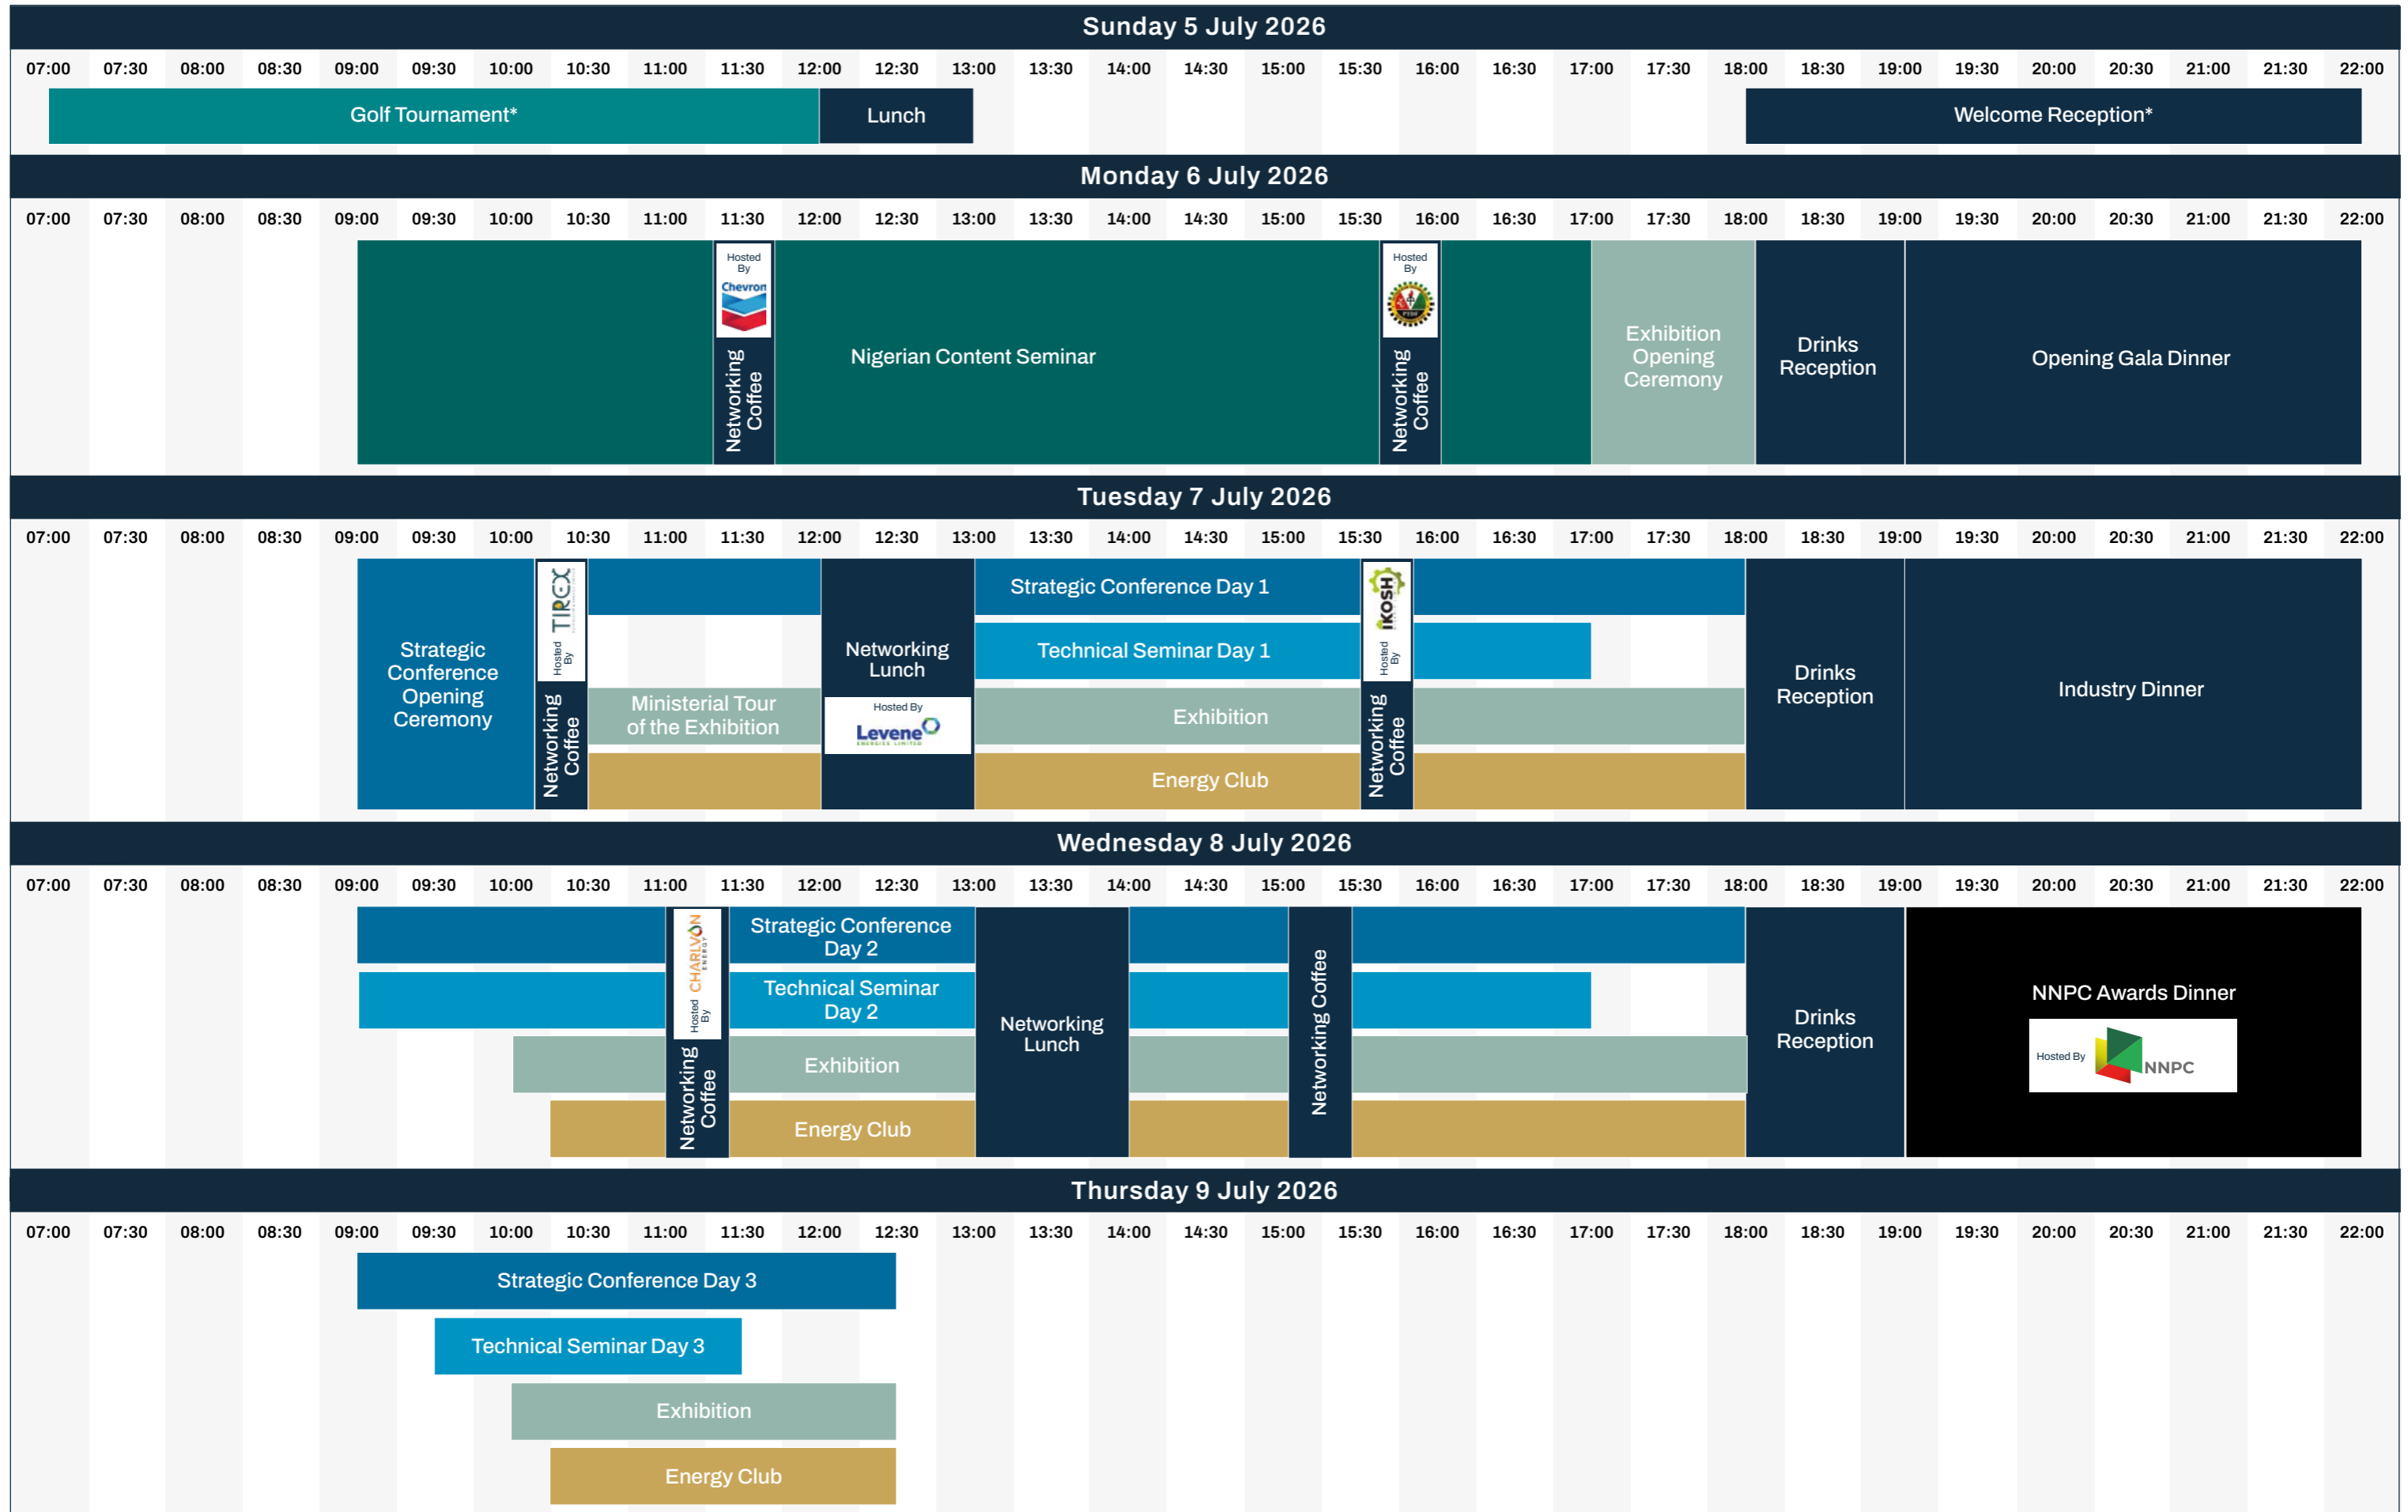 Sunday 5 July 2026
07:00 07:30 08:00 08:30 09:00 09:30 10:00 10:30 11:00 11:30 12:00 12:30 13:00 13:30 14:00 14:30 15:00 15:30 16:00 16:30 17:00 17:30 18:00 18:30 19:00 19:30 20:00 20:30 21:00 21:30 22:00
Golf Tournament*
Lunch
Welcome Reception*
Monday 6 July 2026
07:00 07:30 08:00 08:30 09:00 09:30 10:00 10:30 11:00 11:30 12:00 12:30 13:00 13:30 14:00 14:30 15:00 15:30 16:00 16:30 17:00 17:30 18:00 18:30 19:00 19:30 20:00 20:30 21:00 21:30 22:00
Hosted
By
Chevron
Networking
Coffee
Nigerian Content Seminar
Hosted
By
Networking
Coffee
Exhibition
Opening
Ceremony
Drinks
Reception
Opening Gala Dinner
Tuesday 7 July 2026
07:00 07:30 08:00 08:30 09:00 09:30 10:00 10:30 11:00 11:30 12:00 12:30 13:00 13:30 14:00 14:30 15:00 15:30 16:00 16:30 17:00 17:30 18:00 18:30 19:00 19:30 20:00 20:30 21:00 21:30 22:00
Strategic
Conference
Opening
Ceremony
Networking
Coffee
Hosted
By
TIREX
Ministerial Tour
of the Exhibition
Networking
Lunch
Hosted By
Levene
ENERGIES LIMITED
Strategic Conference Day 1
Technical Seminar Day 1
Exhibition
Energy Club
Networking
Coffee
Hosted
By
IKOSH
Drinks
Reception
Industry Dinner
Wednesday 8 July 2026
07:00 07:30 08:00 08:30 09:00 09:30 10:00 10:30 11:00 11:30 12:00 12:30 13:00 13:30 14:00 14:30 15:00 15:30 16:00 16:30 17:00 17:30 18:00 18:30 19:00 19:30 20:00 20:30 21:00 21:30 22:00
Networking
Coffee
Hosted
By
CHARLVON
ENERGY
Strategic Conference
Day 2
Technical Seminar
Day 2
Exhibition
Energy Club
Networking
Lunch
Networking Coffee
Drinks
Reception
NNPC Awards Dinner
Hosted By
NNPC
Thursday 9 July 2026
07:00 07:30 08:00 08:30 09:00 09:30 10:00 10:30 11:00 11:30 12:00 12:30 13:00 13:30 14:00 14:30 15:00 15:30 16:00 16:30 17:00 17:30 18:00 18:30 19:00 19:30 20:00 20:30 21:00 21:30 22:00
Strategic Conference Day 3
Technical Seminar Day 3
Exhibition
Energy Club